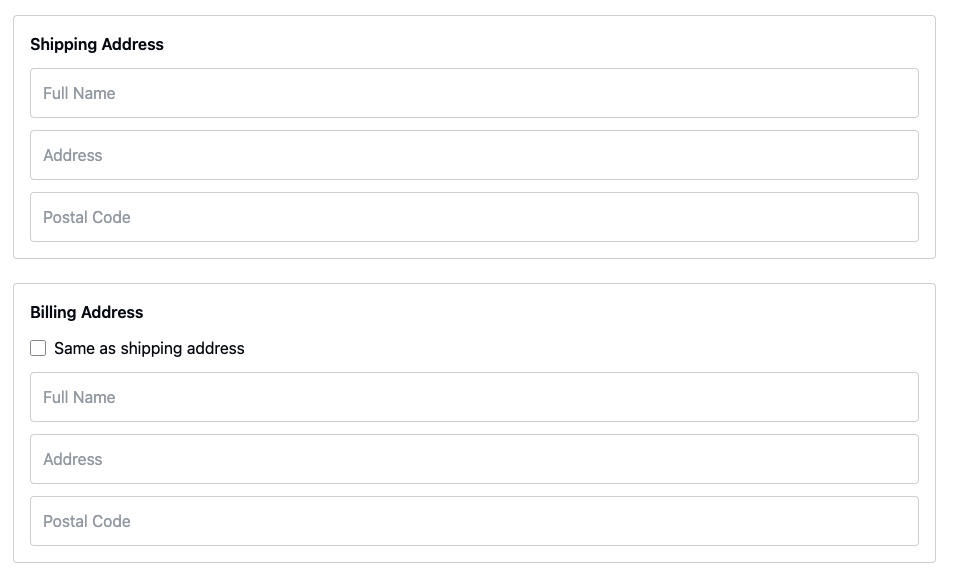 Shipping Address
Full Name
Address
Postal Code
Billing Address
Same as shipping address
Full Name
Address
Postal Code